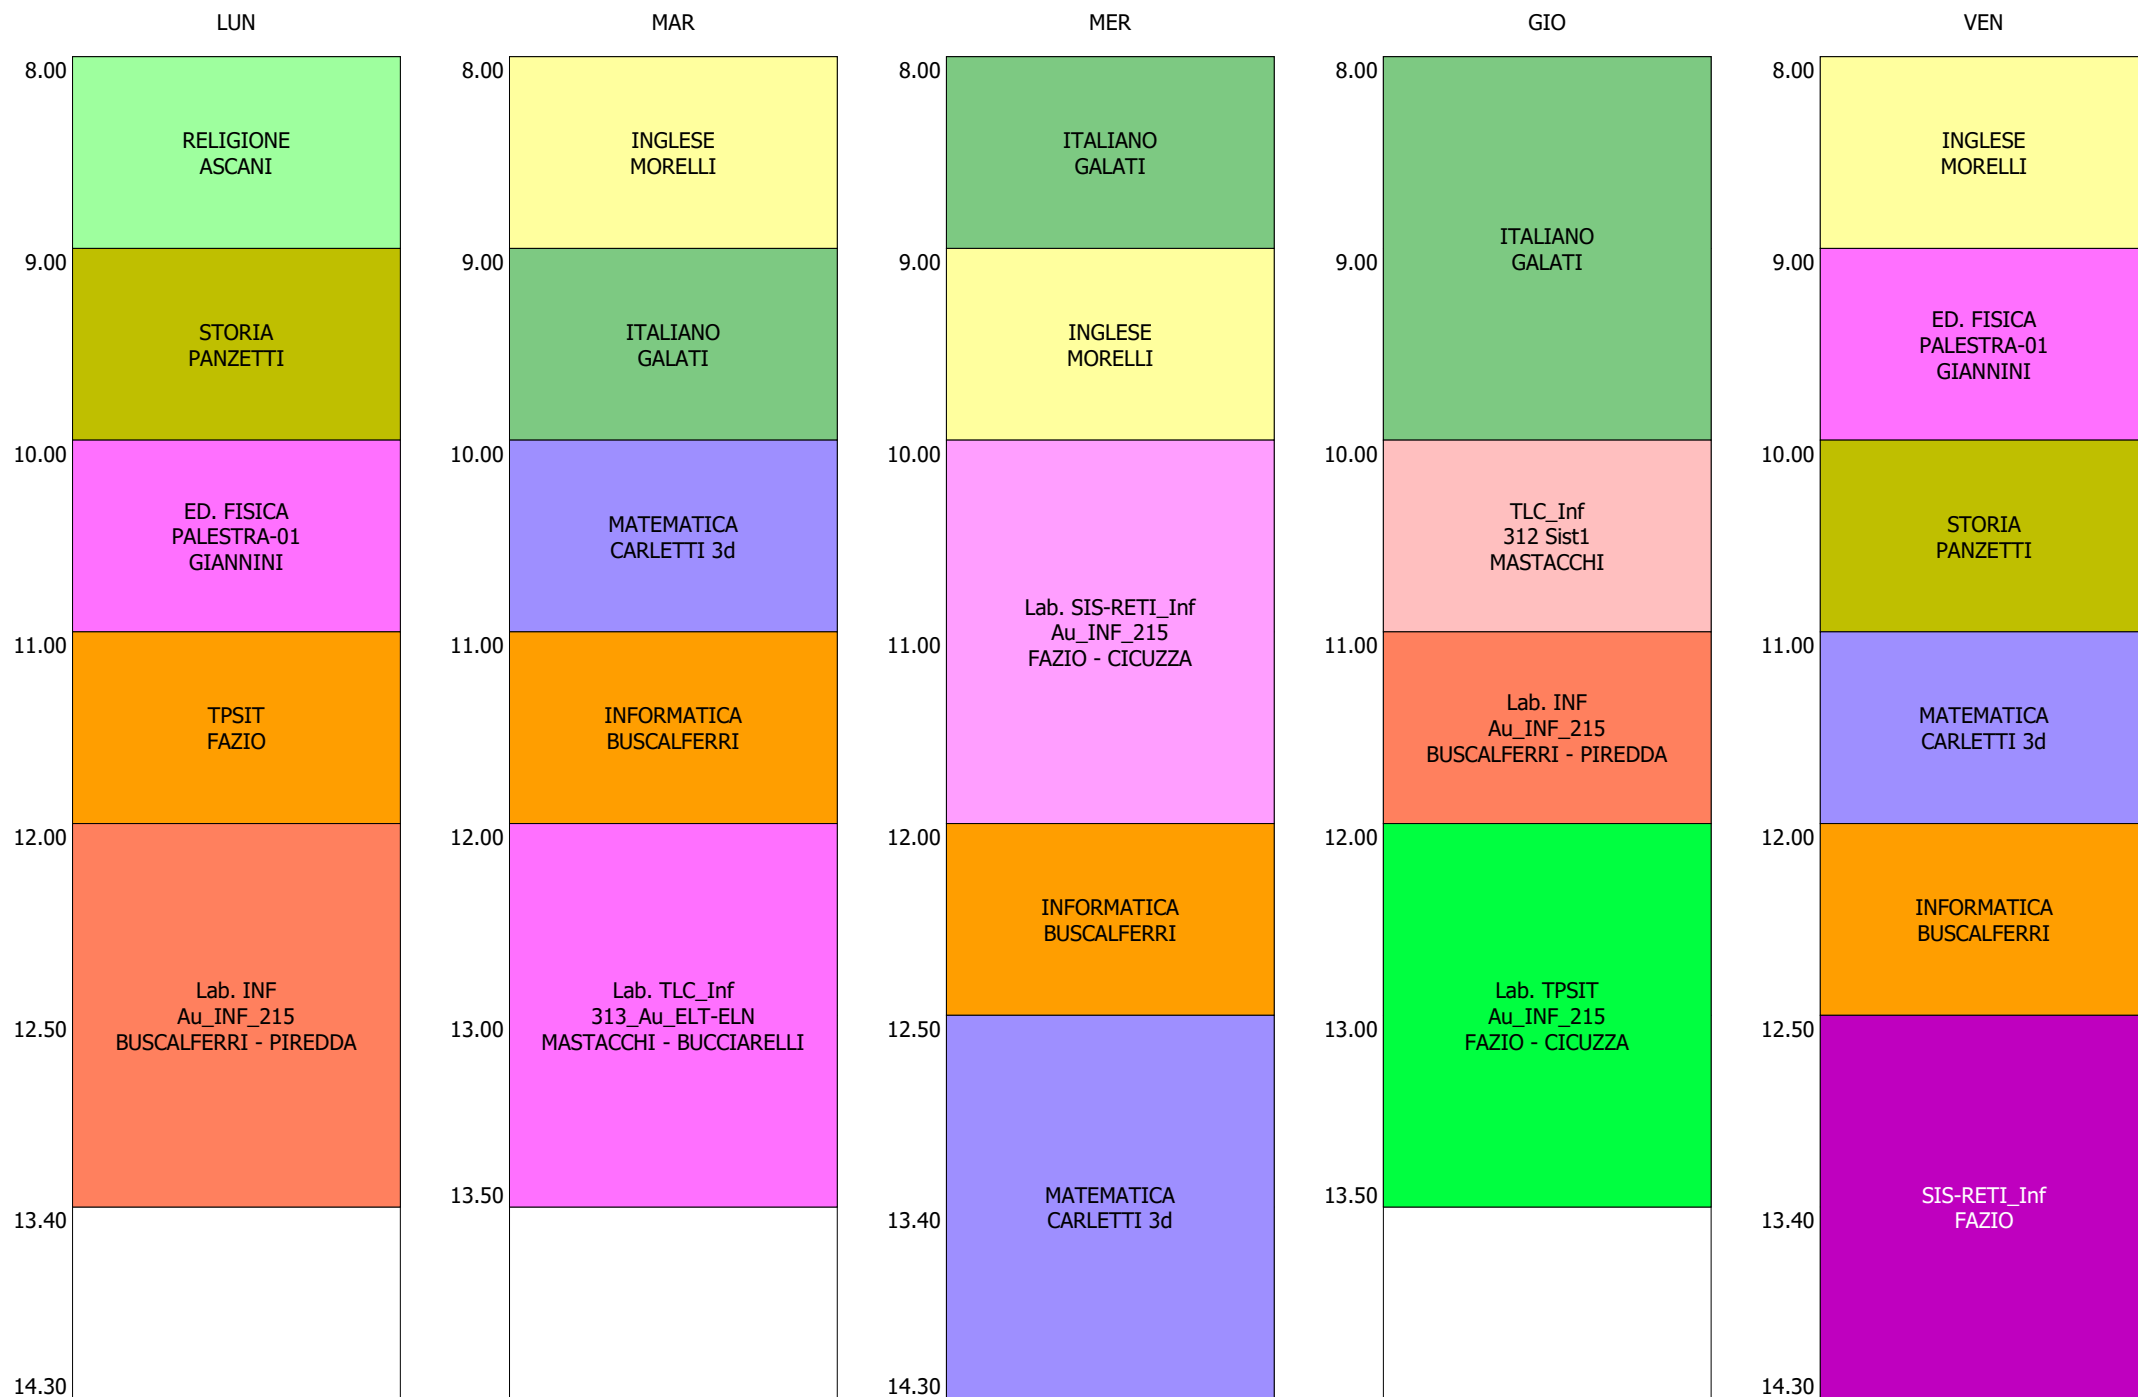 LUN
8.00
RELIGIONE
ASCANI
9.00
STORIA
PANZETTI
10.00
ED. FISICA
PALESTRA-01
GIANNINI
11.00
TPSIT
FAZIO
12.00
Lab. INF
Au_INF_215
12.50
BUSCALFERRI - PIREDDA
13.40
14.30
MAR
8.00
INGLESE
MORELLI
9.00
ITALIANO
GALATI
10.00
MATEMATICA
CARLETTI 3d
11.00
INFORMATICA
BUSCALFERRI
12.00
Lab. TLC_Inf
313_Au_ELT-ELN
13.00
MASTACCHI - BUCCIARELLI
13.50
MER
8.00
ITALIANO
GALATI
9.00
INGLESE
MORELLI
10.00
Lab. SIS-RETI_Inf
Au_INF_215
11.00
FAZIO - CICUZZA
12.00
INFORMATICA
BUSCALFERRI
12.50
MATEMATICA
13.40
CARLETTI 3d
14.30
GIO
8.00
ITALIANO
9.00
GALATI
10.00
TLC_Inf
312 Sist1
MASTACCHI
11.00
Lab. INF
Au_INF_215
BUSCALFERRI - PIREDDA
12.00
Lab. TPSIT
Au_INF_215
13.00
FAZIO - CICUZZA
13.50
VEN
8.00
INGLESE
MORELLI
9.00
ED. FISICA
PALESTRA-01
GIANNINI
10.00
STORIA
PANZETTI
11.00
MATEMATICA
CARLETTI 3d
12.00
INFORMATICA
BUSCALFERRI
12.50
SIS-RETI_Inf
13.40
FAZIO
14.30